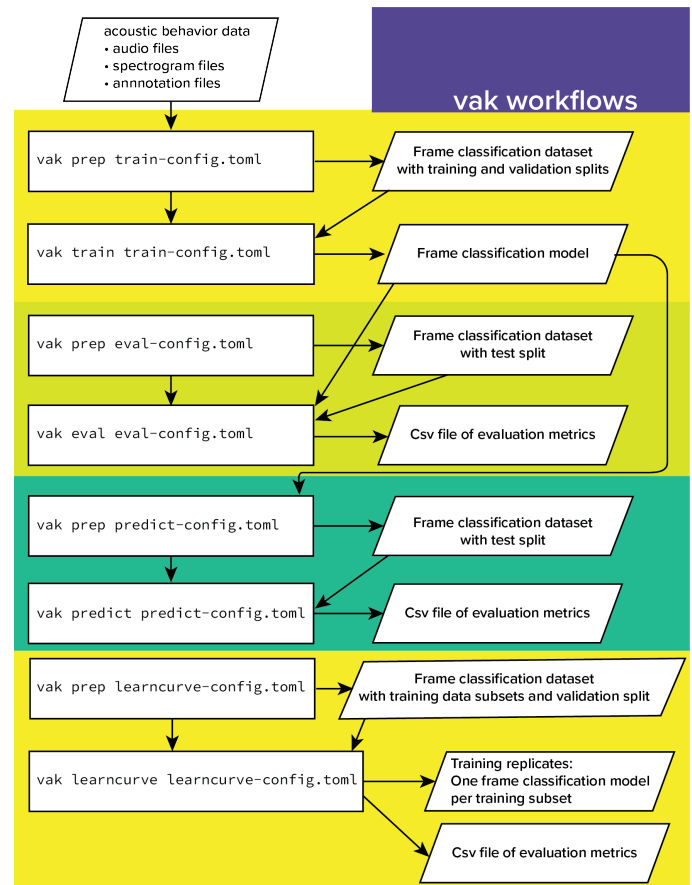 acoustic behavior data
• audio files
• spectrogram files
• annnotation files
vak workflows
vak prep train-config.toml
Frame classification dataset
with training and validation splits
vak train train-config.toml
Frame classification model
vak prep eval-config.toml
Frame classification dataset
with test split
vak eval eval-config.toml
Csv file of evaluation metrics
vak prep predict-config.toml
Frame classification dataset
with test split
vak predict predict-config.toml
Csv file of evaluation metrics
vak prep learncurve-config.toml
Frame classification dataset
with training data subsets and validation split
vak learncurve learncurve-config.toml
Training replicates:
One frame classification model
per training subset
Csv file of evaluation metrics